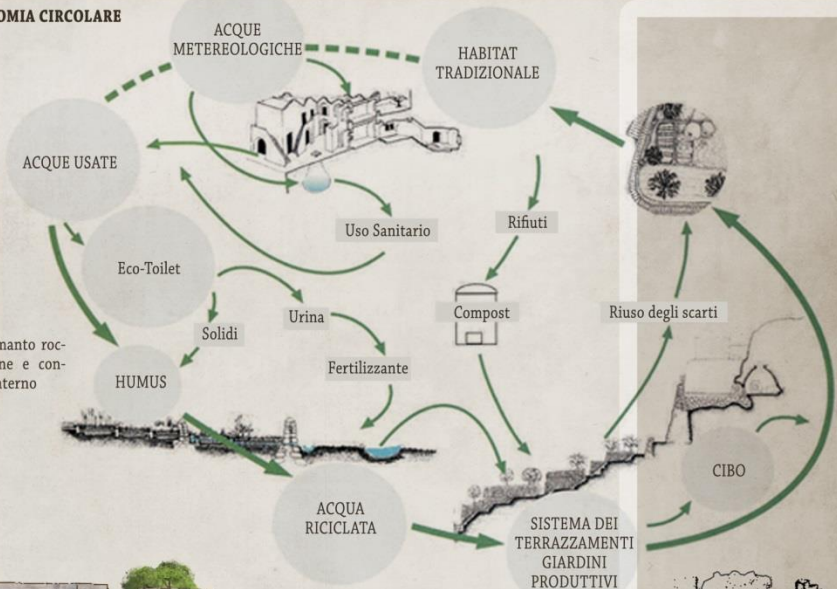 OMIA CIRCOLARE
ACQUE
METEREOLOGICHE
HABITAT
TRADIZIONALE
ACQUE USATE
Uso Sanitario
Rifiuti
Eco-Toilet
Solidi
Urina
Compost
Riuso degli scarti
manto roc-
ne e con-
terno
HUMUS
Fertilizzante
CIBO
ACQUA
RICICLATA
SISTEMA DEI
TERRAZZAMENTI
GIARDINI
PRODUTTIVI